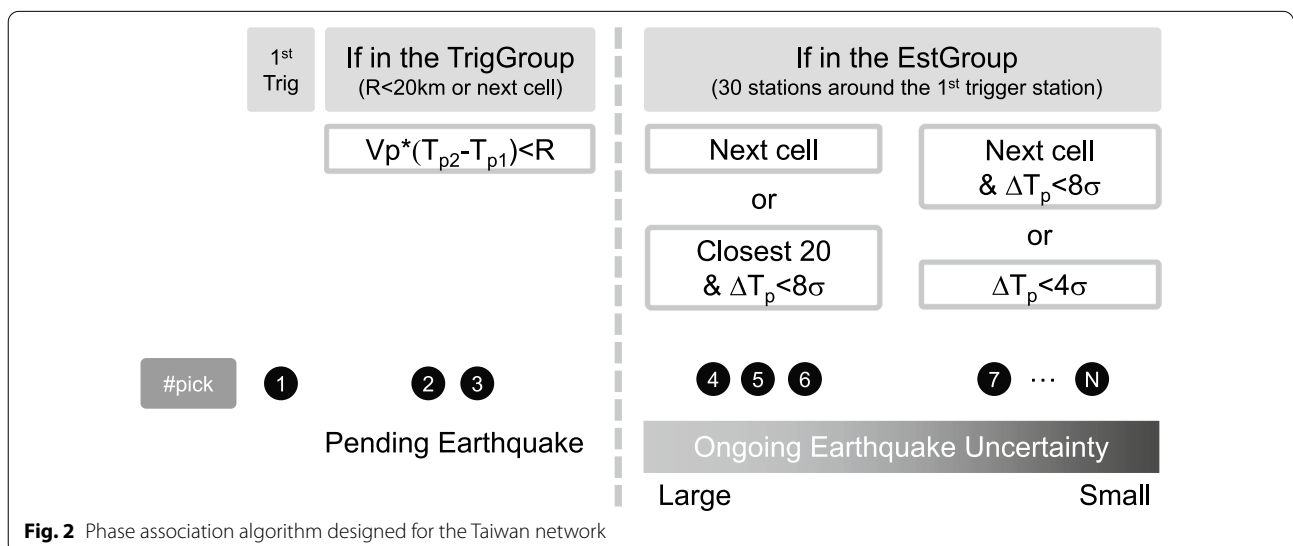 1st
Trig
If in the TrigGroup
(R<20km or next cell)
Vp*(Tp2-Tp1)<R
If in the EstGroup
(30 stations around the 1st trigger station)
Next cell
or
Closest 20
& ΔTp<8σ
Next cell
& ΔTp<8σ
or
ΔTp<4σ
#pick 1 2 3 4 5 6 7 ... N
Pending Earthquake
Ongoing Earthquake Uncertainty
Large Small
Fig. 2 Phase association algorithm designed for the Taiwan network